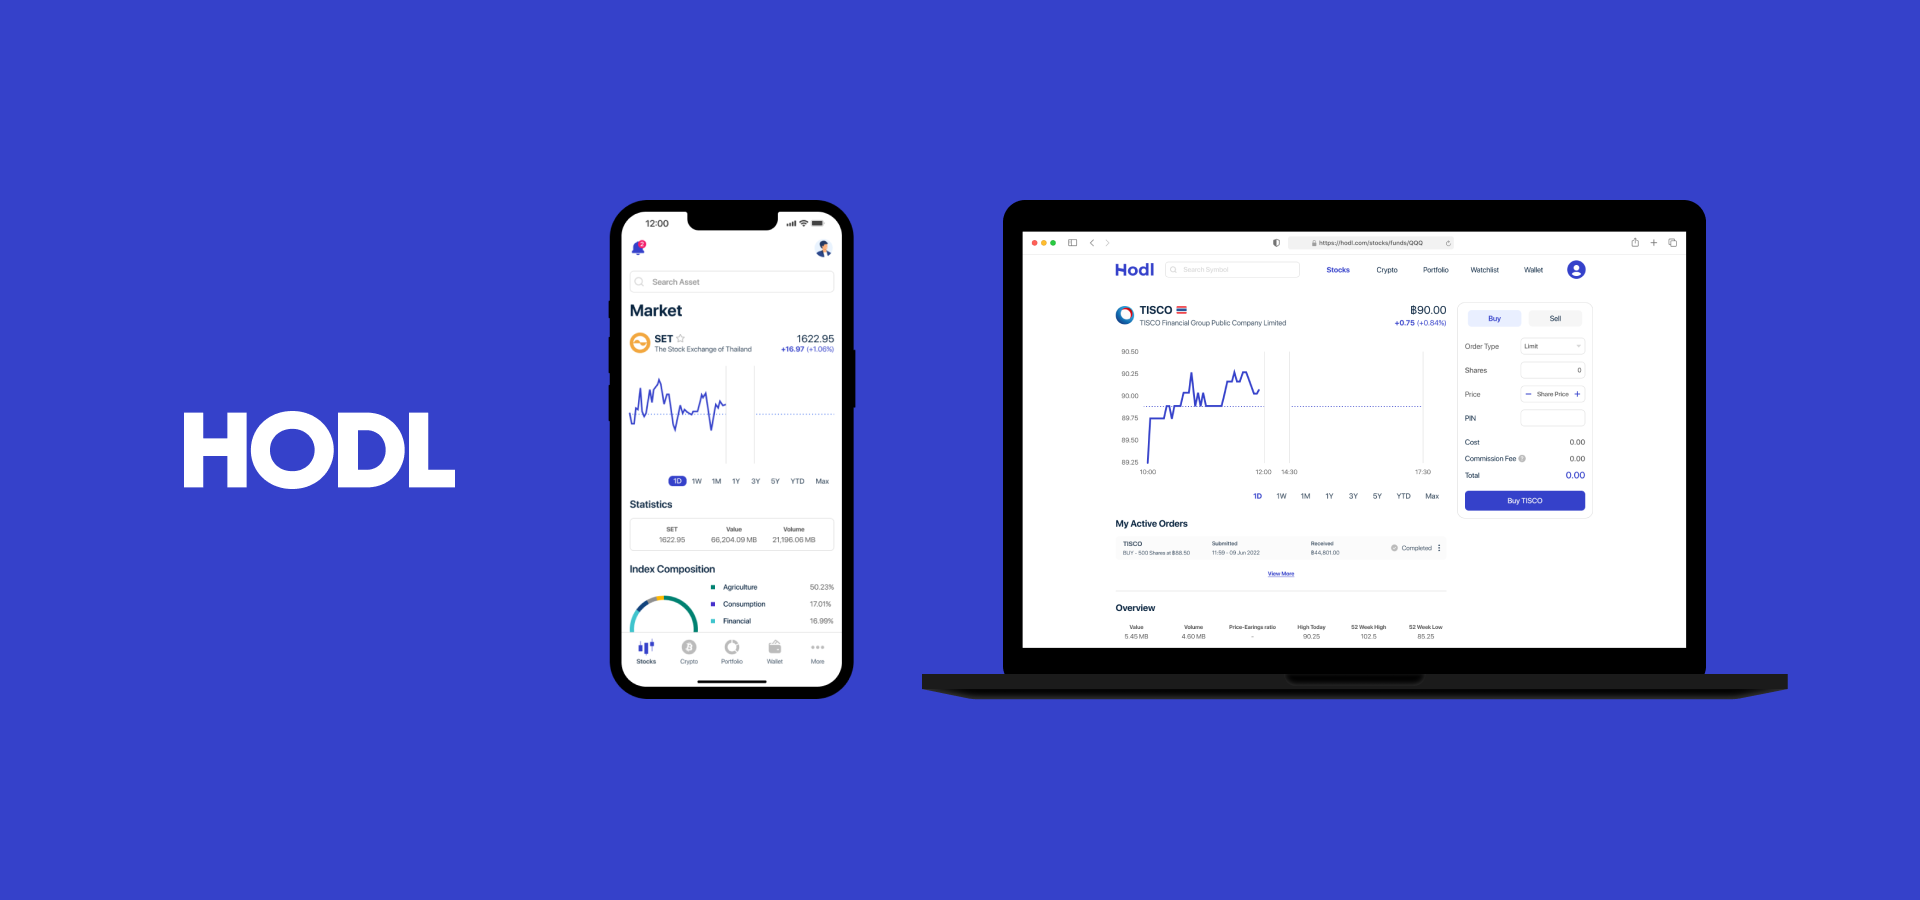 HODL
12:00
2
Search Asset
Market
SET
1622.95
The Stock Exchange of Thailand
+16.97 (+1.06%)
1D 1W 1M 1Y 3Y 5Y YTD Max
Statistics
SET Value Volume
1622.95 66,204.09 MB 21,196.06 MB
Index Composition
Agriculture 50.23%
Consumption 17.01%
Financial 16.99%
Stocks Crypto Portfolio Wallet More
https://hodl.com/stocks/funds/QQQ
Hodl
Search Symbol
Stocks Crypto Portfolio Watchlist Wallet
TISCO
฿90.00
TISCO Financial Group Public Company Limited
+0.75 (+0.84%)
90.50
90.25
90.00
89.75
89.50
89.25
10:00 12:00 14:30 17:30
1D 1W 1M 1Y 3Y 5Y YTD Max
Buy Sell
Order Type Limit
Shares 0
Price − Share Price +
PIN
Cost 0.00
Commission Fee ? 0.00
Total 0.00
Buy TISCO
My Active Orders
TISCO Submitted Received
BUY - 500 Shares at ฿88.50 11:59 - 09 Jun 2022 ฿44,801.00
Completed
View More
Overview
Value Volume Price-Earings ratio High Today 52 Week High 52 Week Low
5.45 MB 4.60 MB - 90.25 102.5 85.25